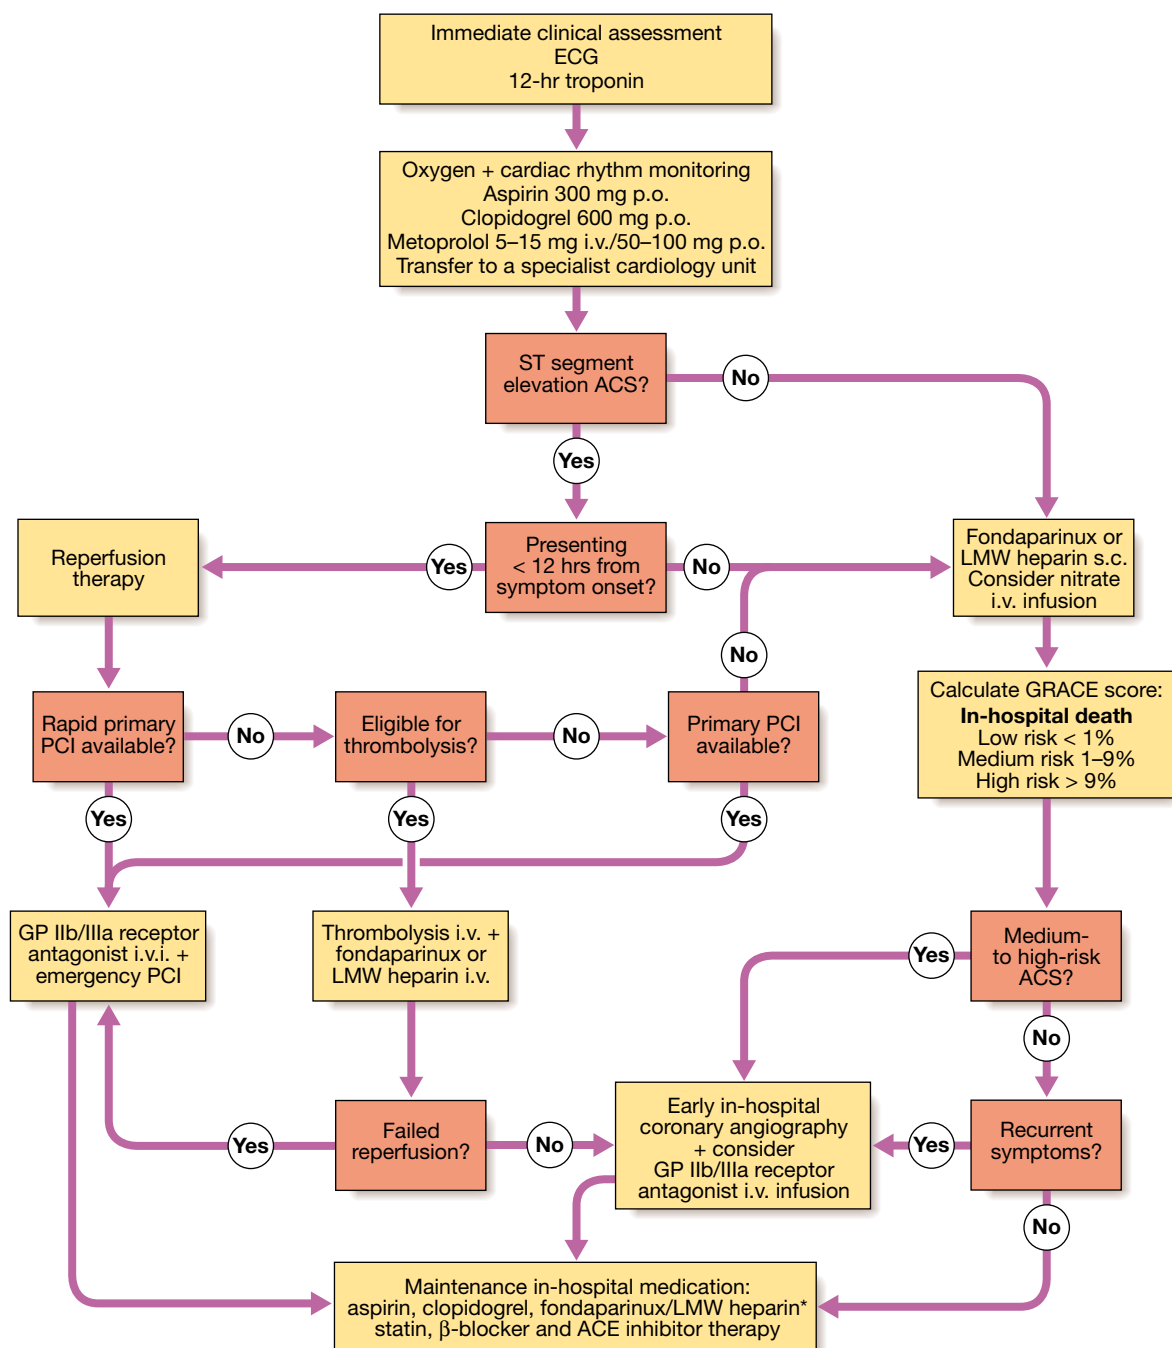 Immediate clinical assessment
ECG
12-hr troponin
Oxygen + cardiac rhythm monitoring
Aspirin 300 mg p.o.
Clopidogrel 600 mg p.o.
Metoprolol 5–15 mg i.v./50–100 mg p.o.
Transfer to a specialist cardiology unit
ST segment
elevation ACS?
No
Yes
Reperfusion
therapy
Yes
Presenting
< 12 hrs from
symptom onset?
No
Fondaparinux or
LMW heparin s.c.
Consider nitrate
i.v. infusion
No
Rapid primary
PCI available?
No
Eligible for
thrombolysis?
No
Primary PCI
available?
Calculate GRACE score:
In-hospital death
Low risk < 1%
Medium risk 1–9%
High risk > 9%
Yes
Yes
Yes
GP IIb/IIIa receptor
antagonist i.v.i. +
emergency PCI
Thrombolysis i.v. +
fondaparinux or
LMW heparin i.v.
Yes
Medium-
to high-risk
ACS?
No
Yes
Failed
reperfusion?
No
Early in-hospital
coronary angiography
+ consider
GP IIb/IIIa receptor
antagonist i.v. infusion
Yes
Recurrent
symptoms?
No
Maintenance in-hospital medication:
aspirin, clopidogrel, fondaparinux/LMW heparin*
statin, β-blocker and ACE inhibitor therapy